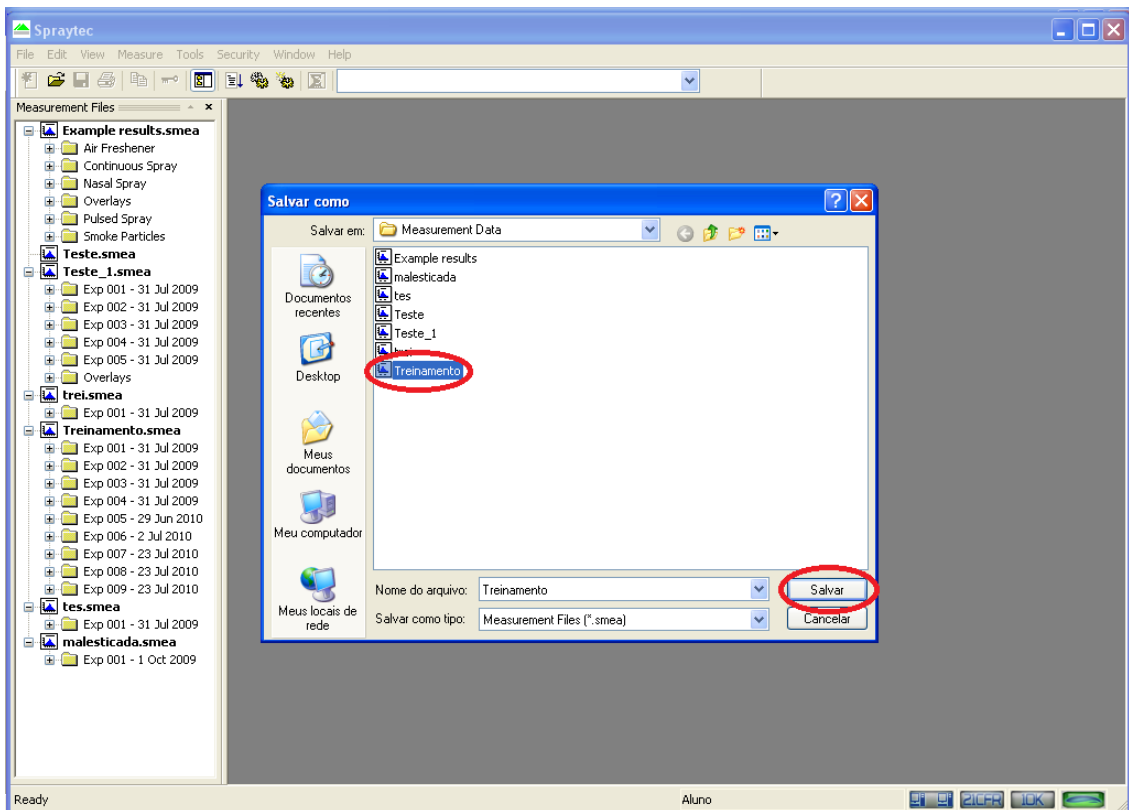 Spraytec
File Edit View Measure Tools Security Window Help
Measurement Files
Example results.smea
Air Freshener
Continuous Spray
Nasal Spray
Overlays
Pulsed Spray
Smoke Particles
Teste.smea
Teste_1.smea
Exp 001 - 31 Jul 2009
Exp 002 - 31 Jul 2009
Exp 003 - 31 Jul 2009
Exp 004 - 31 Jul 2009
Exp 005 - 31 Jul 2009
Overlays
trei.smea
Exp 001 - 31 Jul 2009
Treinamento.smea
Exp 001 - 31 Jul 2009
Exp 002 - 31 Jul 2009
Exp 003 - 31 Jul 2009
Exp 004 - 31 Jul 2009
Exp 005 - 29 Jun 2010
Exp 006 - 2 Jul 2010
Exp 007 - 23 Jul 2010
Exp 008 - 23 Jul 2010
Exp 009 - 23 Jul 2010
tes.smea
Exp 001 - 31 Jul 2009
malesticada.smea
Exp 001 - 1 Oct 2009
Salvar como
Salvar em: Measurement Data
Documentos
recentes
Desktop
Meus
documentos
Meu computador
Meus locais de
rede
Example results
malesticada
tes
Teste
Teste_1
Treinamento
Nome do arquivo: Treinamento Salvar
Salvar como tipo: Measurement Files (*.smea) Cancelar
Ready Aluno 21CFR 10K